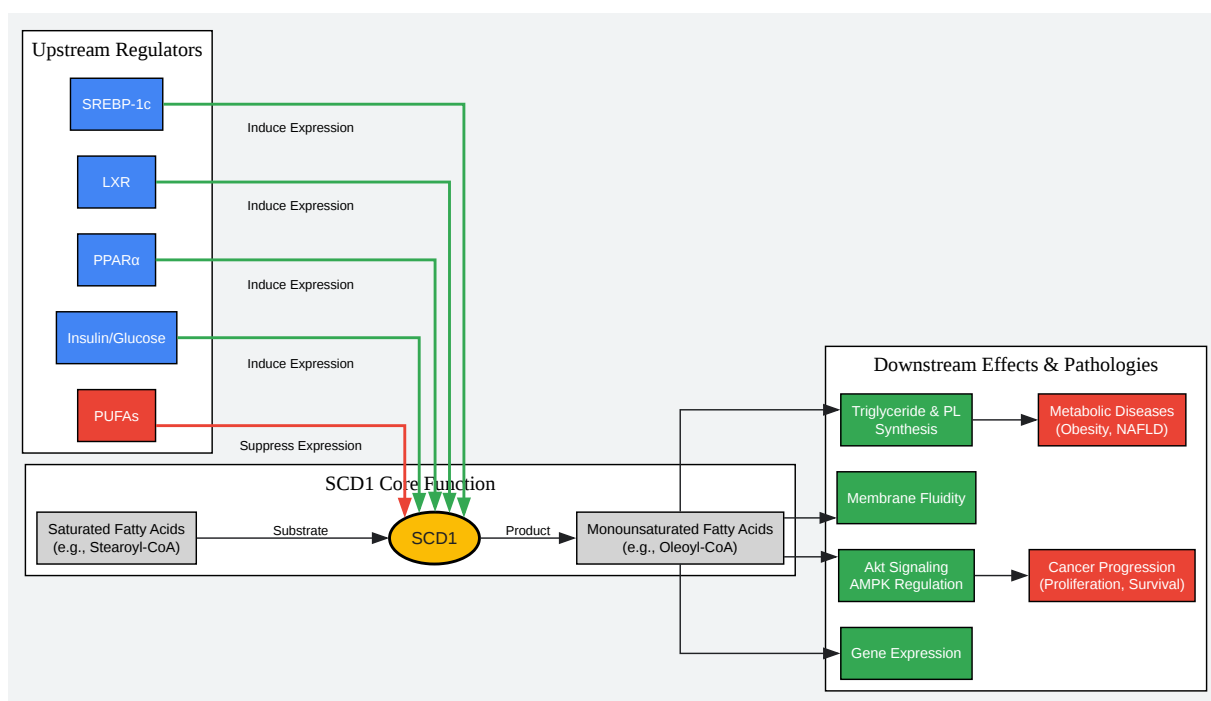 Upstream Regulators
SREBP-1c
Induce Expression
LXR
Induce Expression
PPARα
Induce Expression
Insulin/Glucose
Induce Expression
PUFAs
Suppress Expression
SCD1 Core Function
Saturated Fatty Acids
(e.g., Stearoyl-CoA)
Substrate
SCD1
Product
Monounsaturated Fatty Acids
(e.g., Oleoyl-CoA)
Downstream Effects & Pathologies
Triglyceride & PL
Synthesis
Metabolic Diseases
(Obesity, NAFLD)
Membrane Fluidity
Akt Signaling
AMPK Regulation
Cancer Progression
(Proliferation, Survival)
Gene Expression